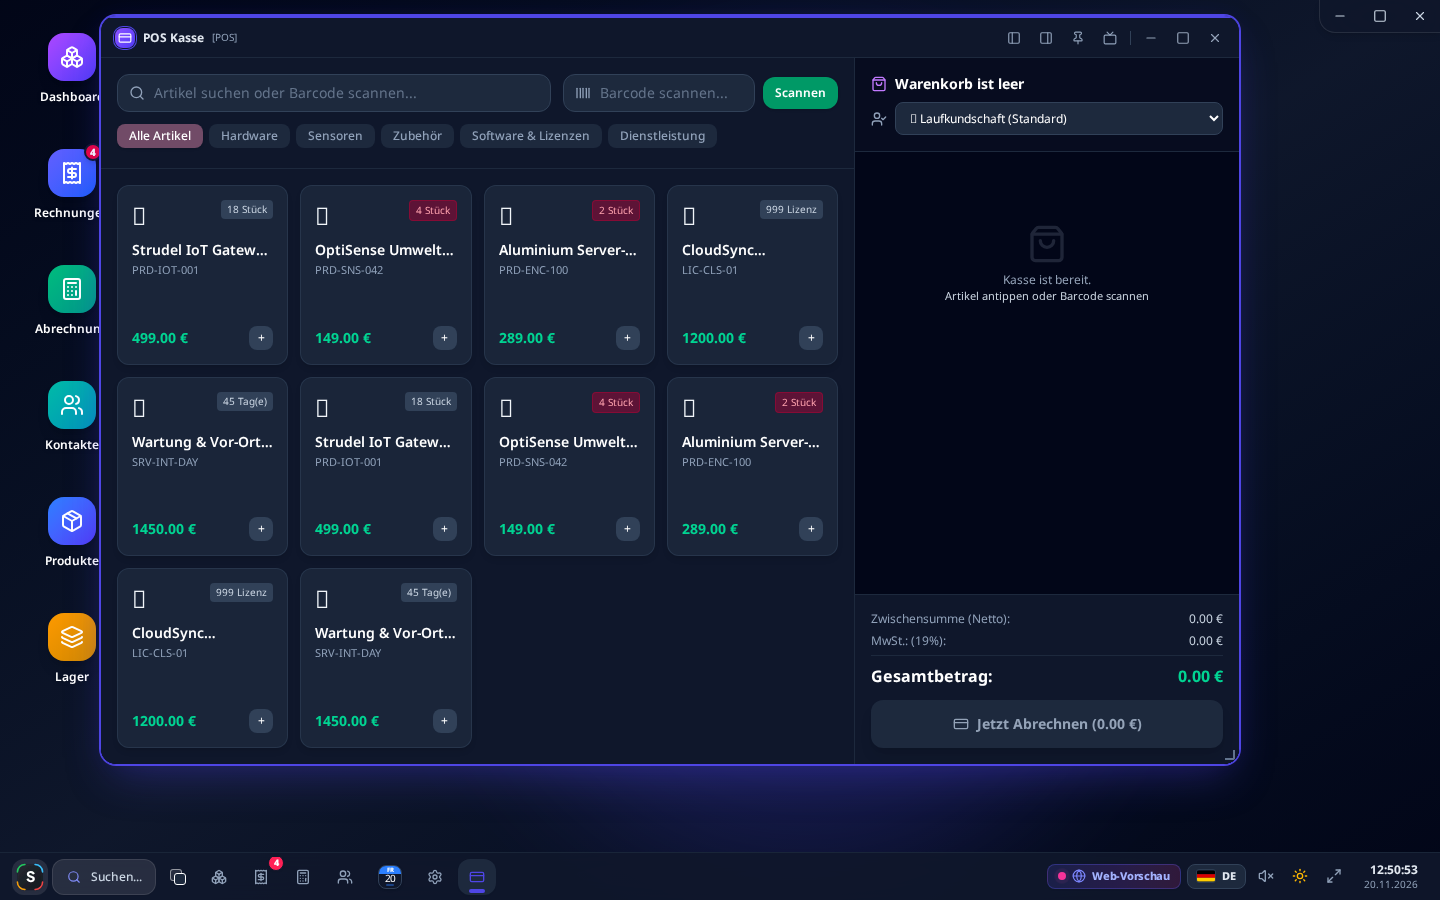 POS Kasse [POS]
Artikel suchen oder Barcode scannen...
Barcode scannen...
Scannen
Alle Artikel
Hardware
Sensoren
Zubehör
Software & Lizenzen
Dienstleistung
Dashboard
4
Rechnunge
Abrechnun
Kontakte
Produkte
Lager
18 Stück
Strudel IoT Gatew...
PRD-IOT-001
499.00 €
+
4 Stück
OptiSense Umwelt...
PRD-SNS-042
149.00 €
+
2 Stück
Aluminium Server-...
PRD-ENC-100
289.00 €
+
999 Lizenz
CloudSync...
LIC-CLS-01
1200.00 €
+
45 Tag(e)
Wartung & Vor-Ort...
SRV-INT-DAY
1450.00 €
+
18 Stück
Strudel IoT Gatew...
PRD-IOT-001
499.00 €
+
4 Stück
OptiSense Umwelt...
PRD-SNS-042
149.00 €
+
2 Stück
Aluminium Server-...
PRD-ENC-100
289.00 €
+
999 Lizenz
CloudSync...
LIC-CLS-01
1200.00 €
+
45 Tag(e)
Wartung & Vor-Ort...
SRV-INT-DAY
1450.00 €
+
Warenkorb ist leer
Laufkundschaft (Standard)
Kasse ist bereit.
Artikel antippen oder Barcode scannen
Zwischensumme (Netto): 0.00 €
MwSt.: (19%): 0.00 €
Gesamtbetrag: 0.00 €
Jetzt Abrechnen (0.00 €)
S
Suchen...
4
FR
20
Web-Vorschau
DE
12:50:53
20.11.2026